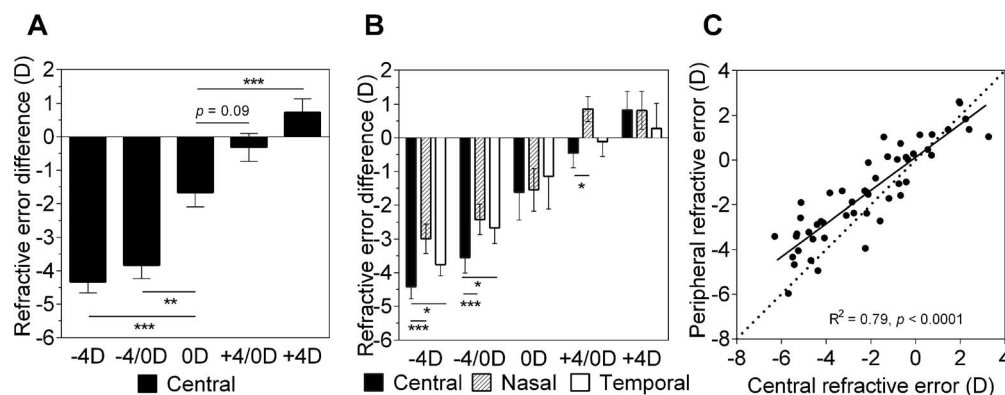 A
Refractive error difference (D)
2
1
0
-1
-2
-3
-4
-5
-6
***
p = 0.09
**
***
-4D -4/0D 0D +4/0D +4D
Central
B
Refractive error difference (D)
2
1
0
-1
-2
-3
-4
-5
-6
*
*
***
*
***
-4D -4/0D 0D +4/0D +4D
Central Nasal Temporal
C
Peripheral refractive error (D)
4
2
0
-2
-4
-6
-8
R² = 0.79, p < 0.0001
-8 -6 -4 -2 0 2 4
Central refractive error (D)